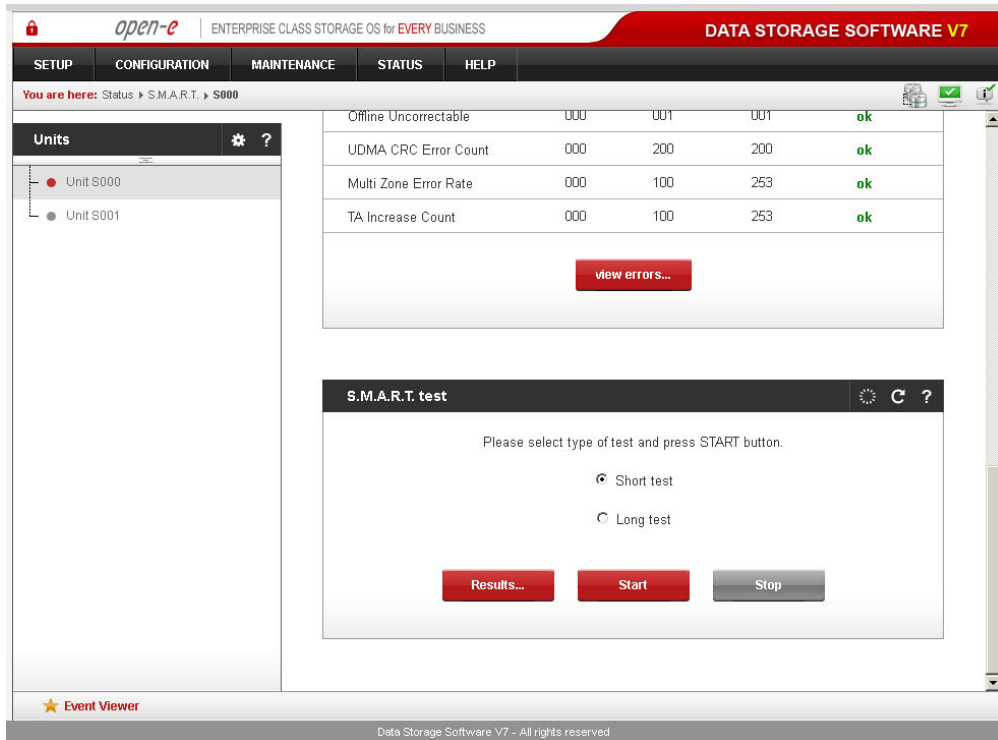 open-e ENTERPRISE CLASS STORAGE OS for EVERY BUSINESS DATA STORAGE SOFTWARE V7
SETUP CONFIGURATION MAINTENANCE STATUS HELP
You are here: Status S.M.A.R.T. S000
Units ?
Unit S000
Unit S001
Offline Uncorrectable 000 001 001 ok
UDMA CRC Error Count 000 200 200 ok
Multi Zone Error Rate 000 100 253 ok
TA Increase Count 000 100 253 ok
view errors...
S.M.A.R.T. test ?
Please select type of test and press START button.
Short test
Long test
Results... Start Stop
Event Viewer
Data Storage Software V7 - All rights reserved